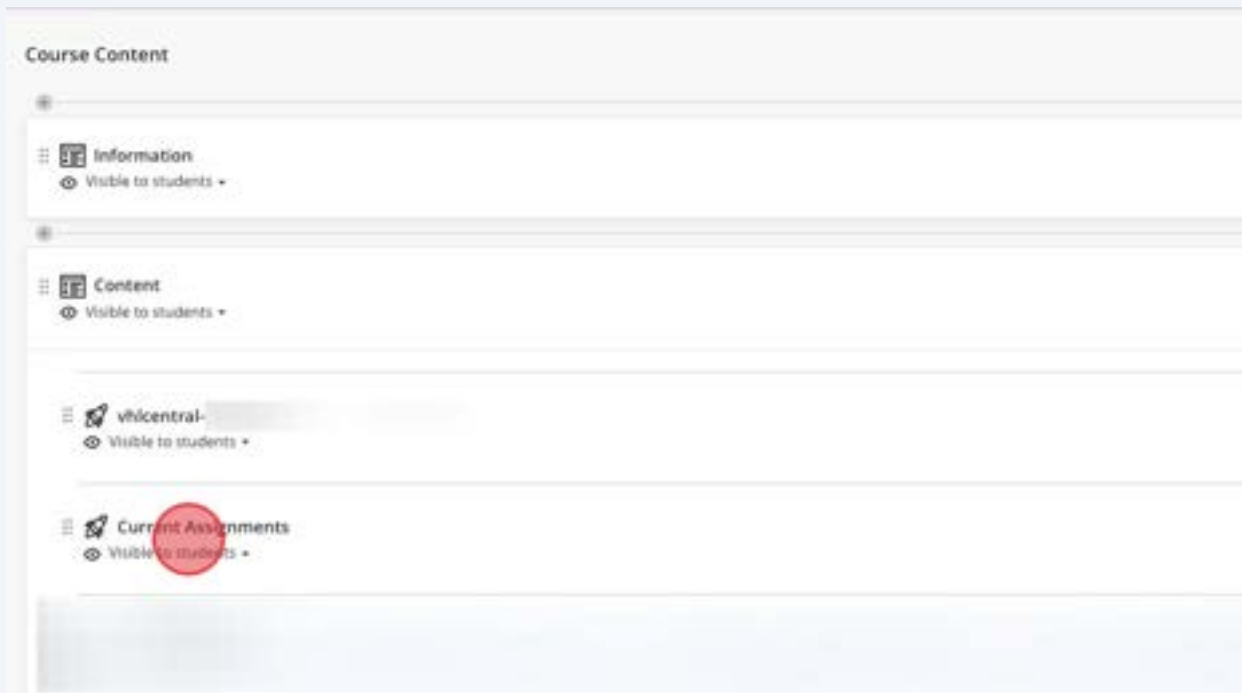 Course Content
Information
Visible to students
Content
Visible to students
vhlcentral-
Visible to students
Current Assignments
Visible to students